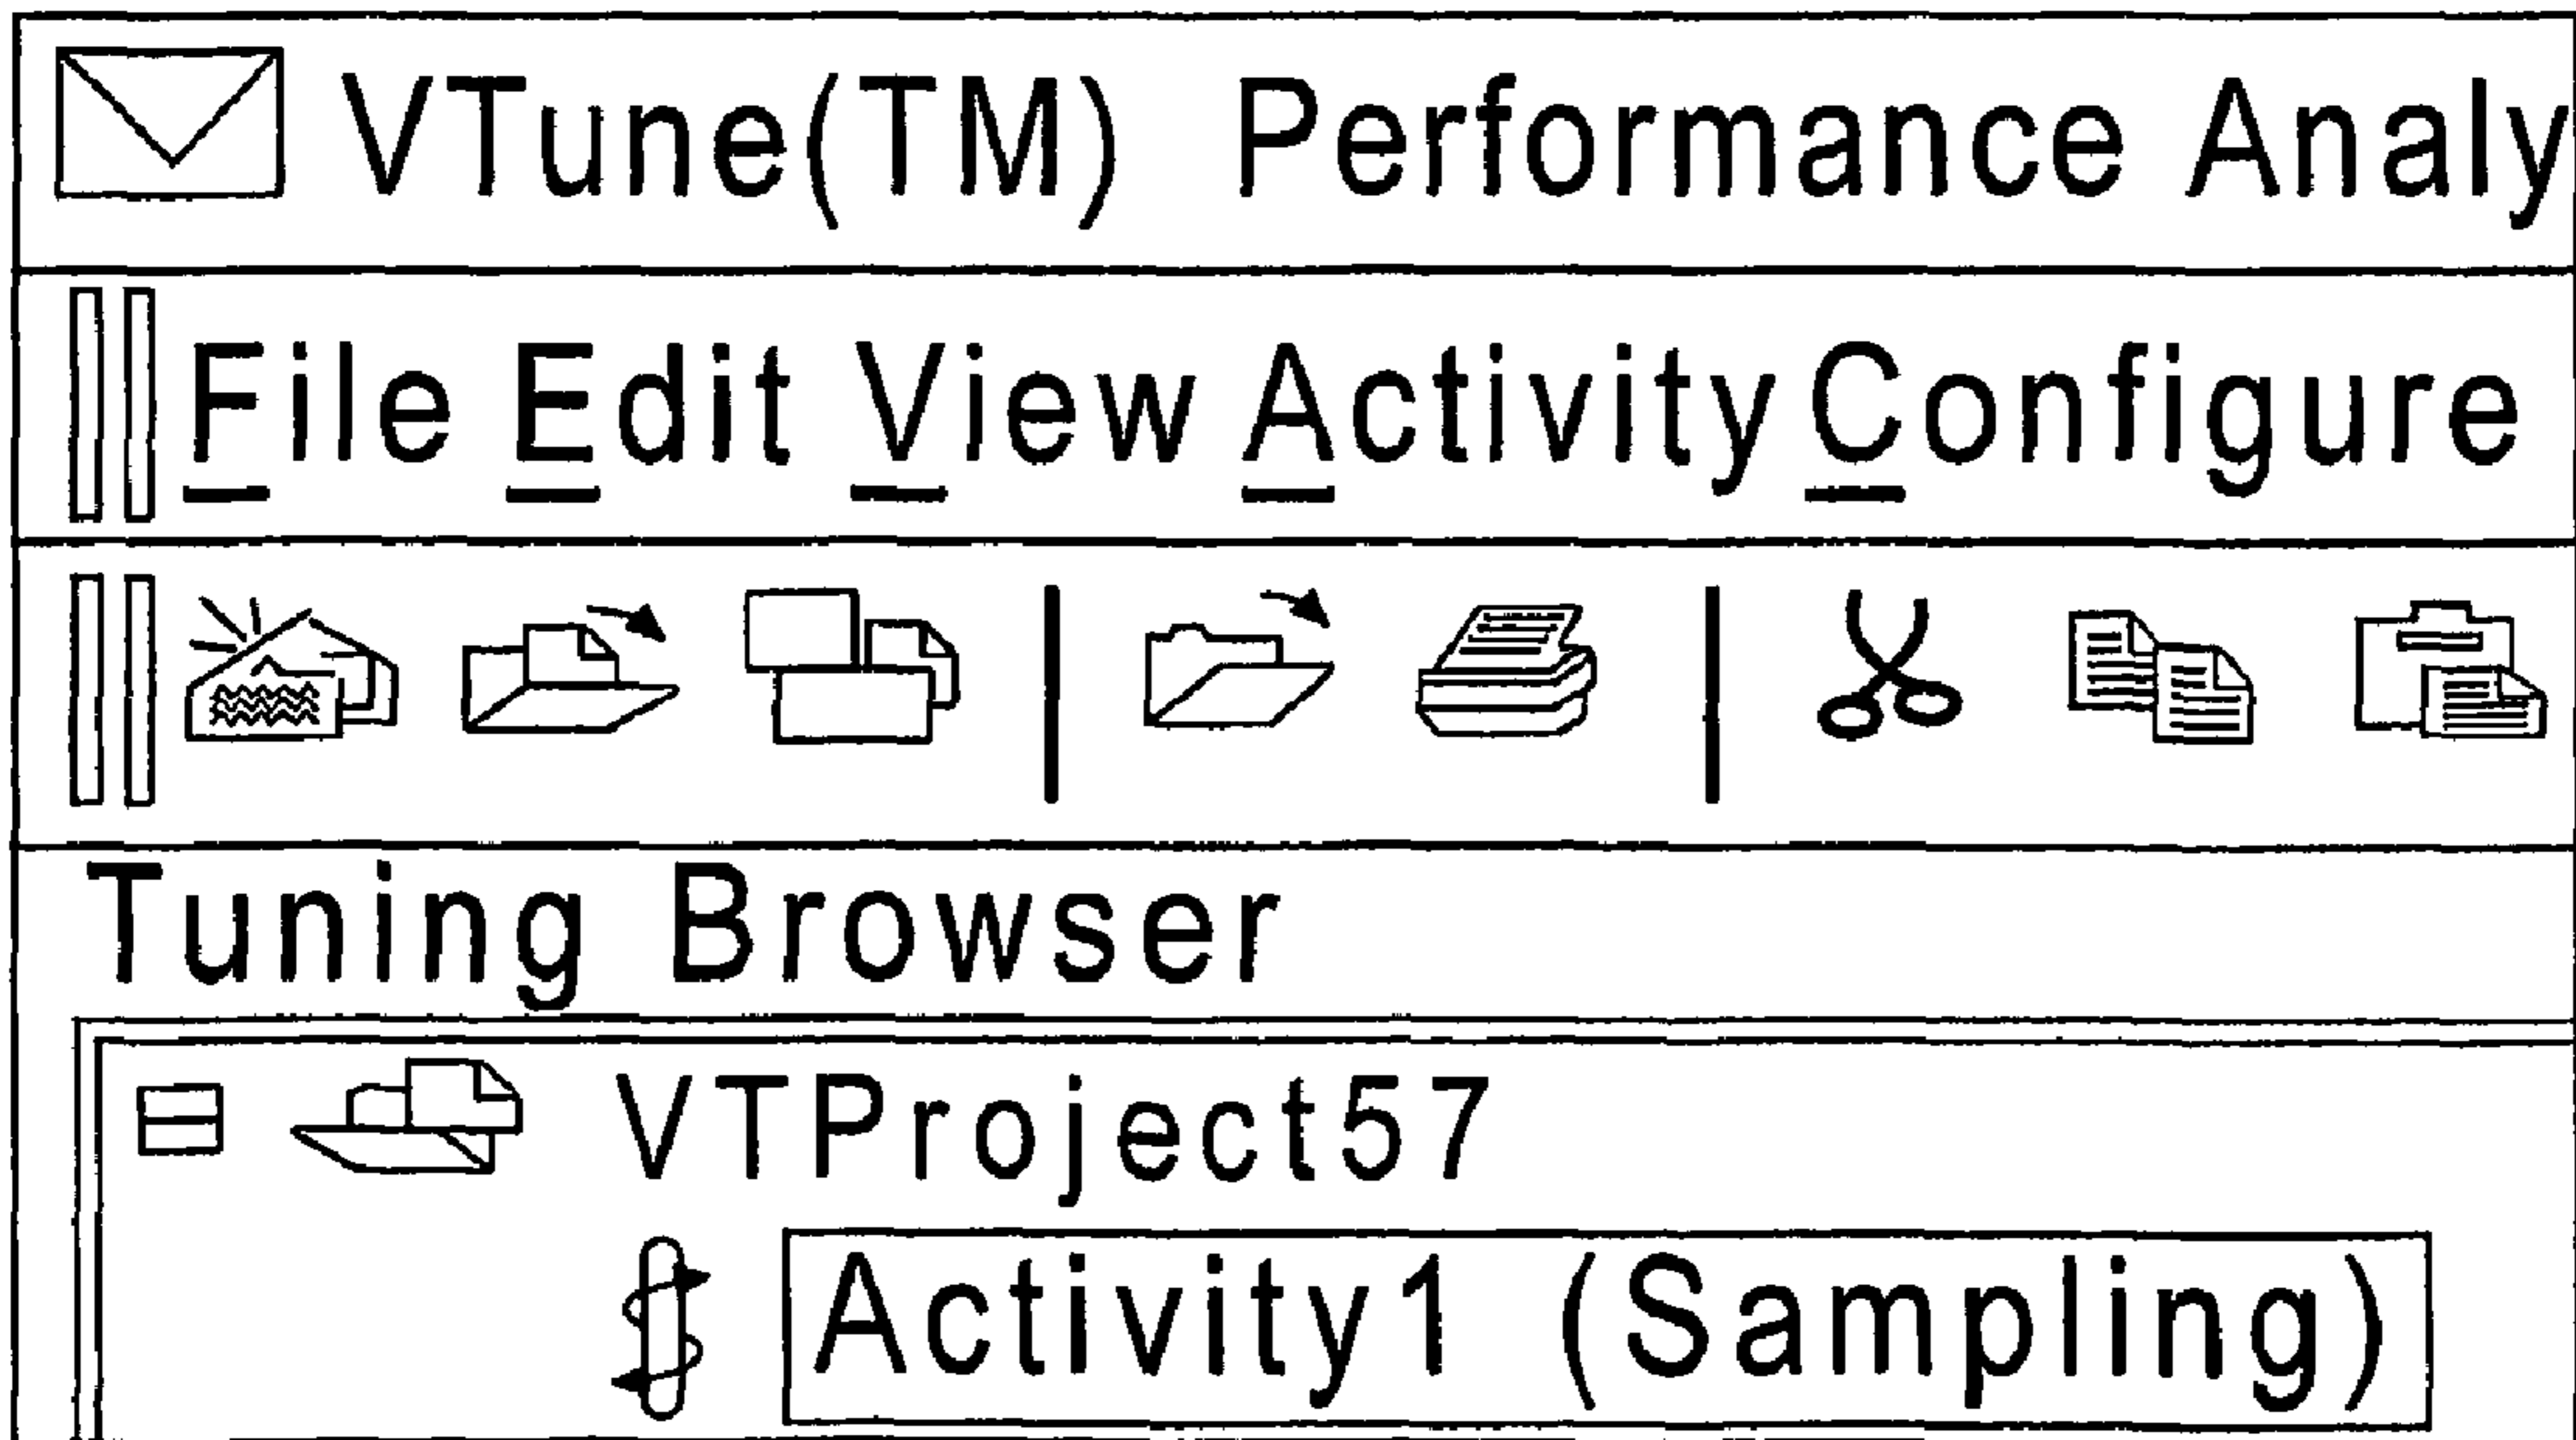 VTune(TM) Performance Analy
File Edit View Activity Configure
Tuning Browser
VTProject57
Activity1 (Sampling)